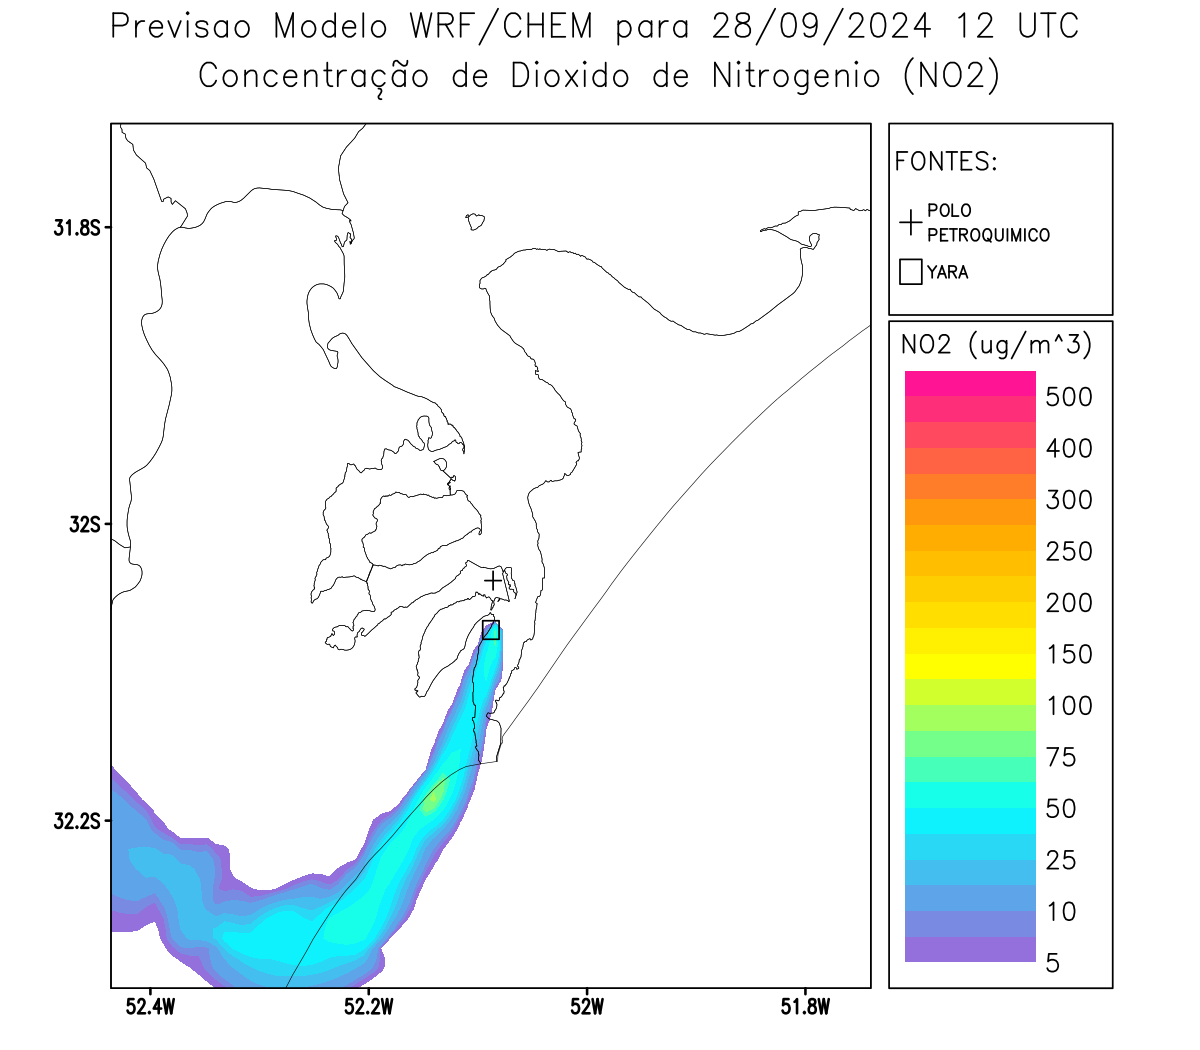 Previsao Modelo WRF/CHEM para 28/09/2024 12 UTC
Concentração de Dioxido de Nitrogenio (NO2)
FONTES:
POLO
PETROQUIMICO
YARA
NO2 (ug/m^3)
500
400
300
250
200
150
100
75
50
25
10
5
31.8S
32S
32.2S
52.4W
52.2W
52W
51.8W